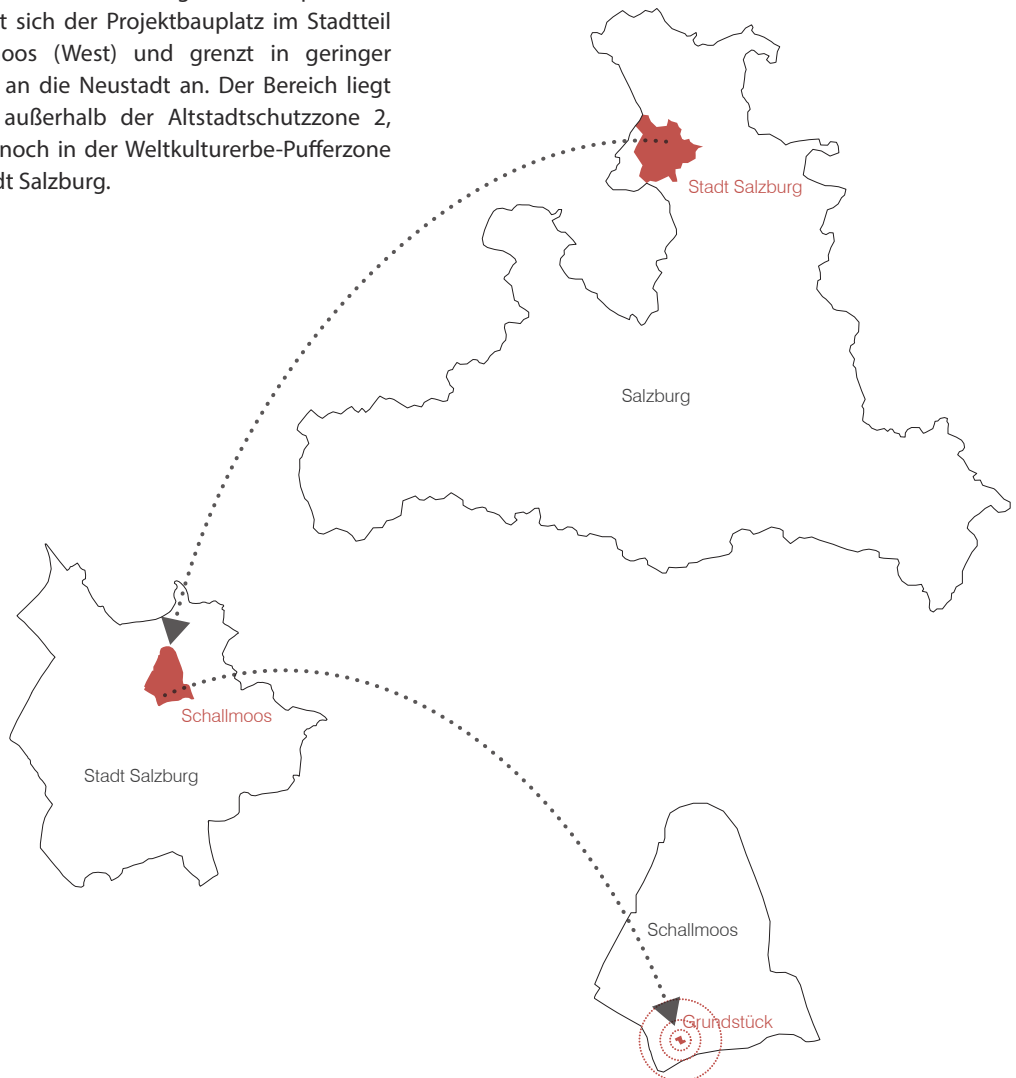 t sich der Projektbauplatz im Stadtteil
oos (West) und grenzt in geringer
an die Neustadt an. Der Bereich liegt
außerhalb der Altstadtschutzzone 2,
noch in der Weltkulturerbe-Pufferzone
dt Salzburg.
Stadt Salzburg
Salzburg
Schallmoos
Stadt Salzburg
Schallmoos
Grundstück